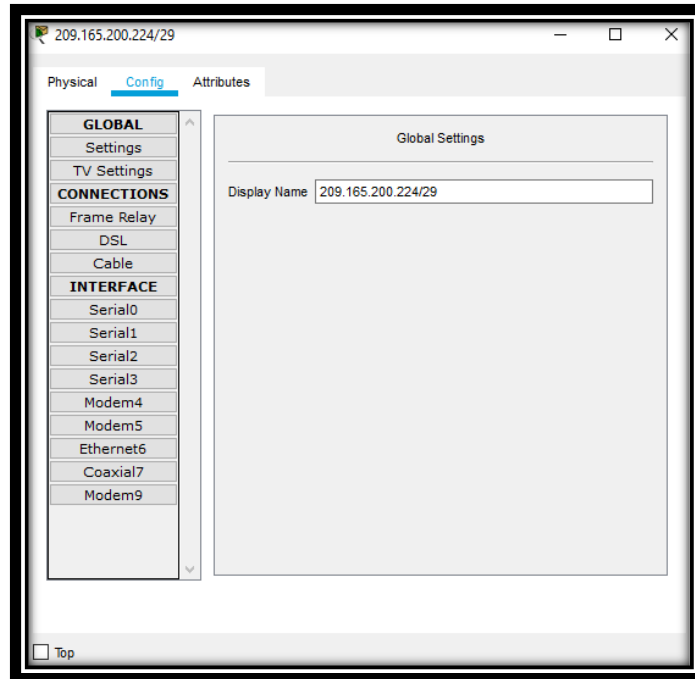 209.165.200.224/29
Physical Config Attributes
GLOBAL
Settings
TV Settings
CONNECTIONS
Frame Relay
DSL
Cable
INTERFACE
Serial0
Serial1
Serial2
Serial3
Modem4
Modem5
Ethernet6
Coaxial7
Modem9
Global Settings
Display Name 209.165.200.224/29
Top